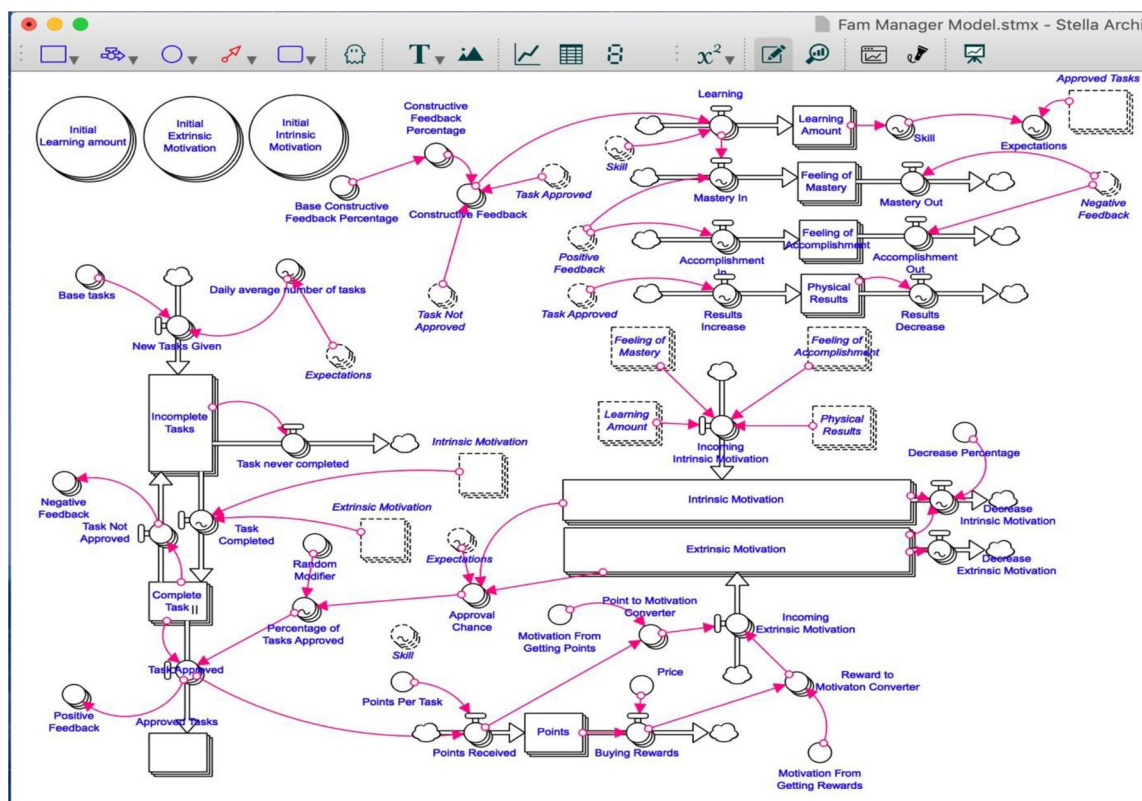 Fam Manager Model.stmx - Stella Archi
T
x²
Initial
Learning amount
Initial
Extrinsic
Motivation
Initial
Intrinsic
Motivation
Constructive
Feedback
Percentage
Base Constructive
Feedback Percentage
Constructive Feedback
Task Approved
Task Not
Approved
Learning
Skill
Learning
Amount
Skill
Expectations
Approved Tasks
Mastery In
Feeling of
Mastery
Mastery Out
Negative
Feedback
Positive
Feedback
Accomplishment
In
Feeling of
Accomplishment
Accomplishment
Out
Task Approved
Results
Increase
Physical
Results
Results
Decrease
Base tasks
Daily average number of tasks
New Tasks Given
Expectations
Feeling of
Mastery
Feeling of
Accomplishment
Learning
Amount
Physical
Results
Incoming
Intrinsic Motivation
Incomplete
Tasks
Task never completed
Intrinsic Motivation
Decrease Percentage
Negative
Feedback
Task Not
Approved
Task
Completed
Extrinsic Motivation
Intrinsic Motivation
Decrease
Intrinsic Motivation
Extrinsic Motivation
Decrease
Extrinsic Motivation
Random
Modifier
Expectations
Complete
Task
Percentage of
Tasks Approved
Approval
Chance
Skill
Point to Motivation
Converter
Motivation From
Getting Points
Incoming
Extrinsic Motivation
Task Approved
Positive
Feedback
Approved Tasks
Points Per Task
Price
Reward to
Motivaton Converter
Points Received
Points
Buying Rewards
Motivation From
Getting Rewards